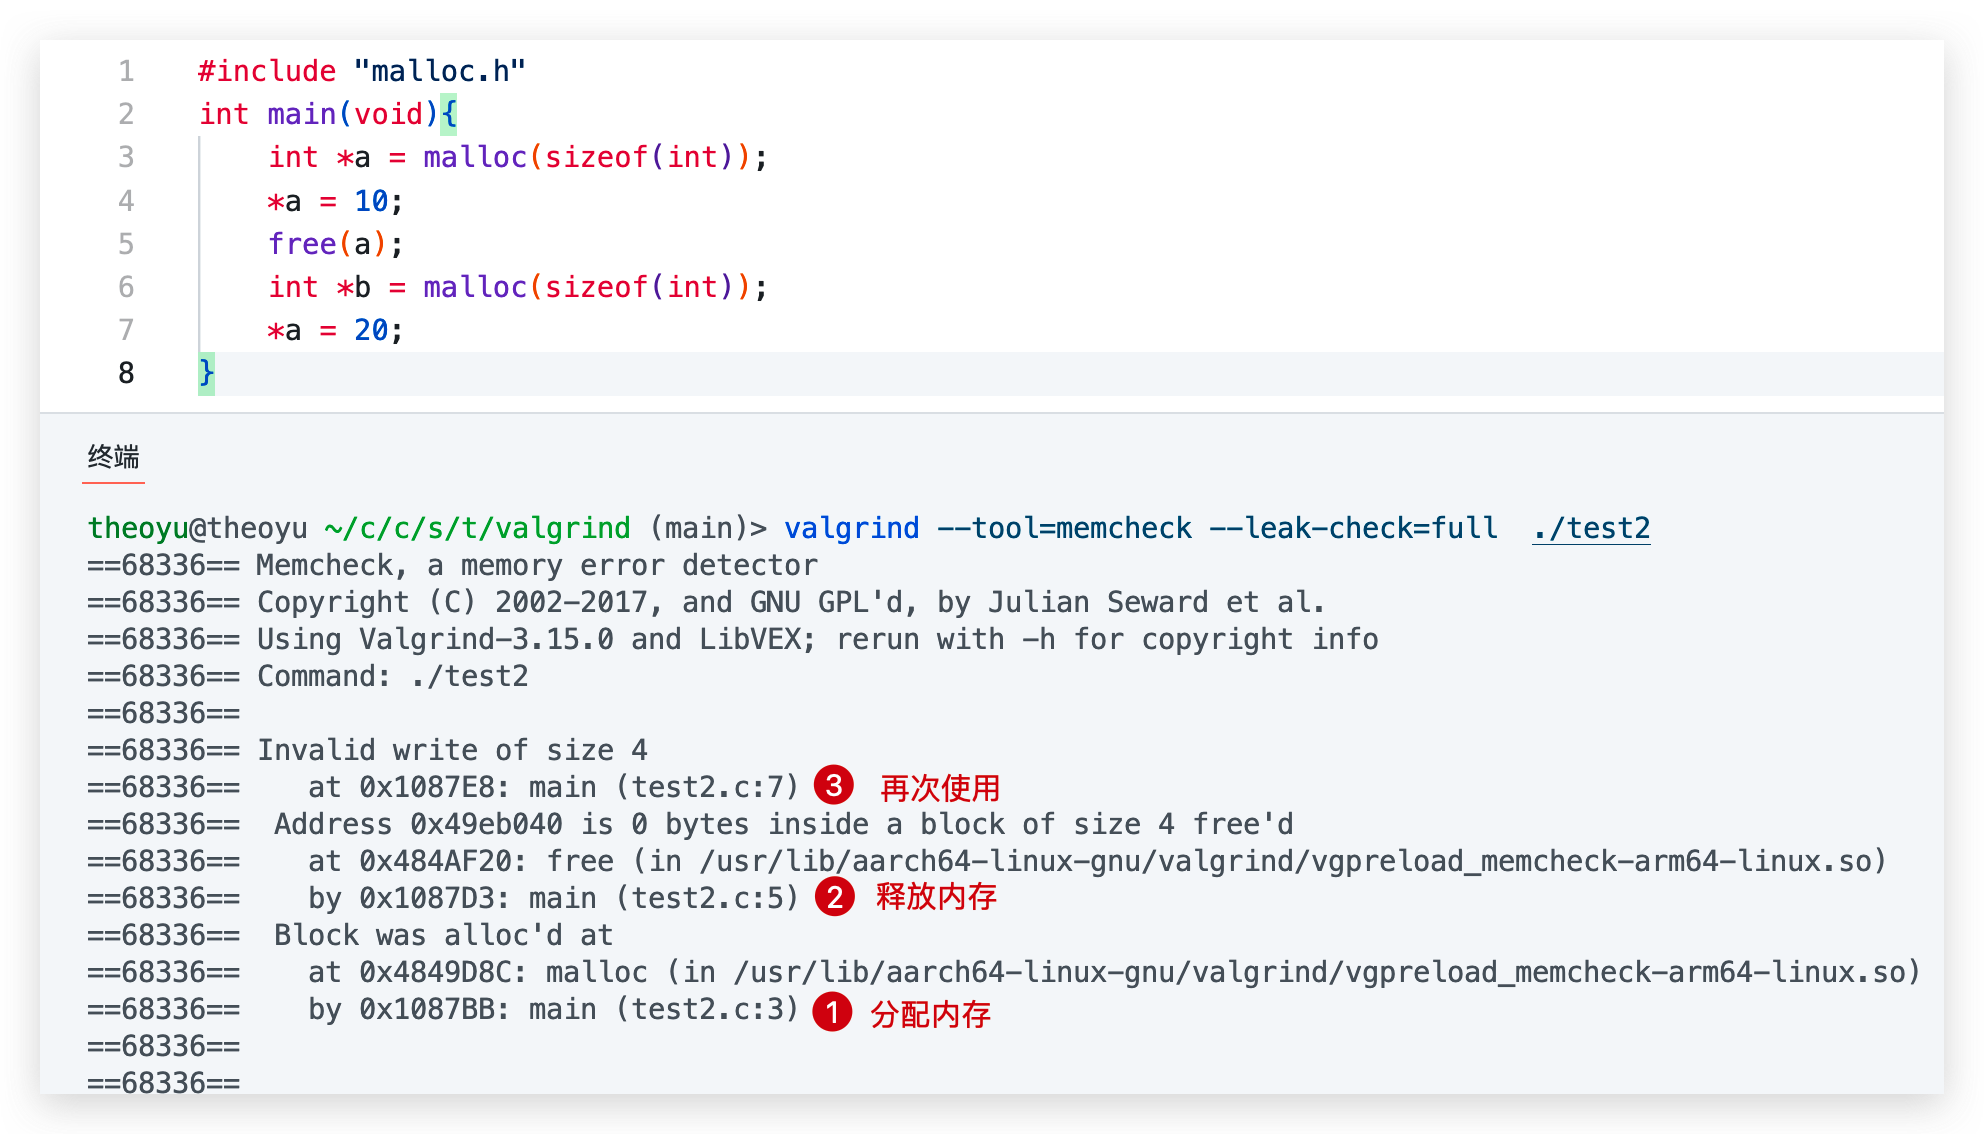 1 #include "malloc.h"
2 int main(void){
3 int *a = malloc(sizeof(int));
4 *a = 10;
5 free(a);
6 int *b = malloc(sizeof(int));
7 *a = 20;
8 }
终端
theoyu@theoyu ~/c/c/s/t/valgrind (main)> valgrind --tool=memcheck --leak-check=full ./test2
==68336== Memcheck, a memory error detector
==68336== Copyright (C) 2002-2017, and GNU GPL'd, by Julian Seward et al.
==68336== Using Valgrind-3.15.0 and LibVEX; rerun with -h for copyright info
==68336== Command: ./test2
==68336==
==68336== Invalid write of size 4
==68336== at 0x1087E8: main (test2.c:7) 3 再次使用
==68336== Address 0x49eb040 is 0 bytes inside a block of size 4 free'd
==68336== at 0x484AF20: free (in /usr/lib/aarch64-linux-gnu/valgrind/vgpreload_memcheck-arm64-linux.so)
==68336== by 0x1087D3: main (test2.c:5) 2 释放内存
==68336== Block was alloc'd at
==68336== at 0x4849D8C: malloc (in /usr/lib/aarch64-linux-gnu/valgrind/vgpreload_memcheck-arm64-linux.so)
==68336== by 0x1087BB: main (test2.c:3) 1 分配内存
==68336==
==68336==